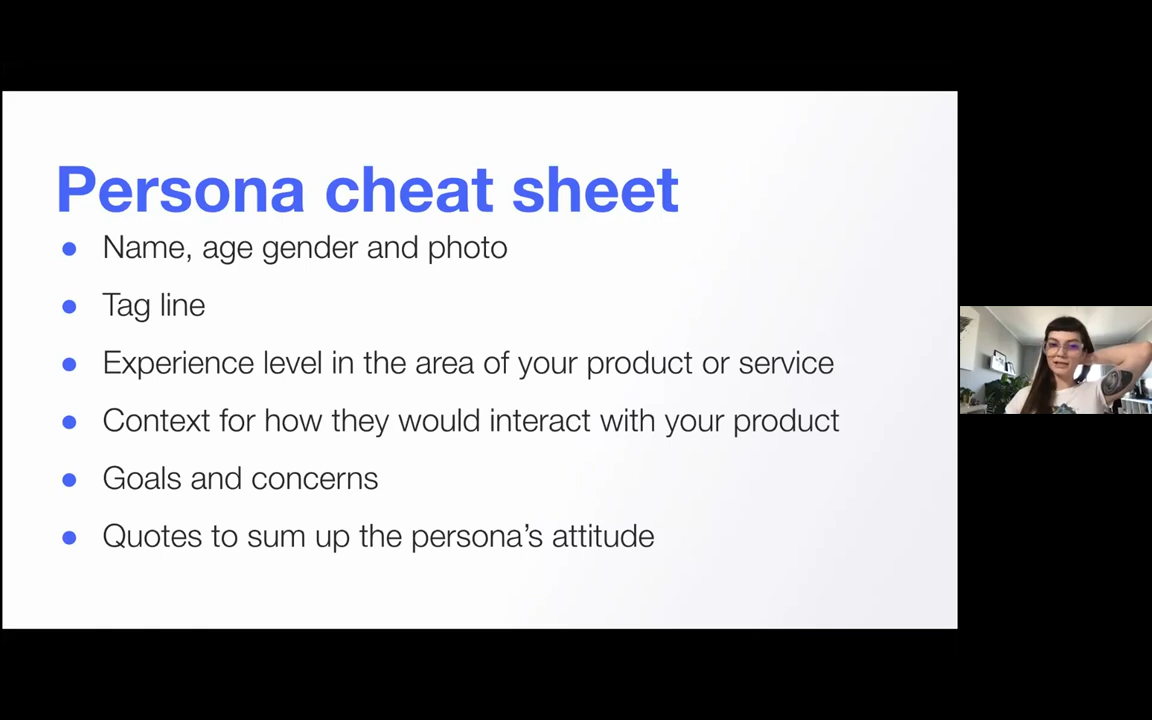 Persona cheat sheet
Name, age gender and photo
Tag line
Experience level in the area of your product or service
Context for how they would interact with your product
Goals and concerns
Quotes to sum up the persona’s attitude